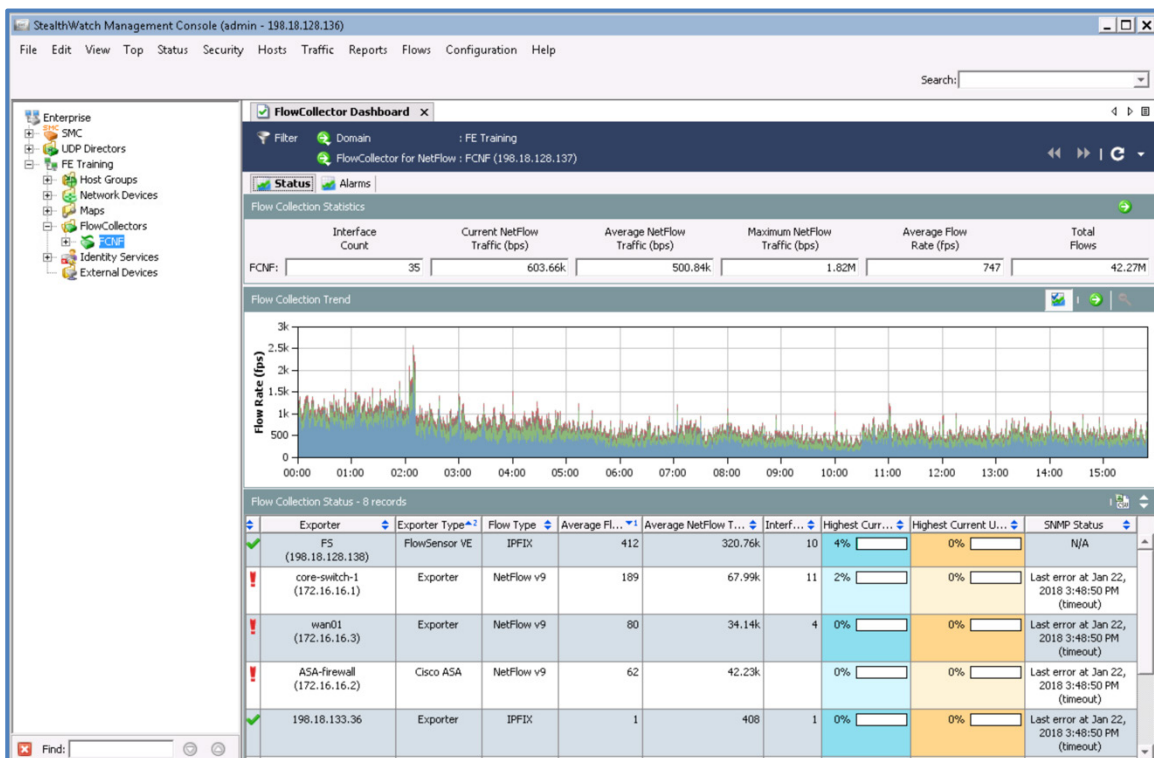 StealthWatch Management Console (admin - 198.18.128.136)
File Edit View Top Status Security Hosts Traffic Reports Flows Configuration Help
Search:
Enterprise
SMC
UDP Directors
FE Training
Host Groups
Network Devices
Maps
FlowCollectors
FCNF
Identity Services
External Devices
Find:
FlowCollector Dashboard
Filter Domain : FE Training
FlowCollector for NetFlow : FCNF (198.18.128.137)
Status Alarms
Flow Collection Statistics
Interface Current NetFlow Average NetFlow Maximum NetFlow Average Flow Total
Count Traffic (bps) Traffic (bps) Traffic (bps) Rate (fps) Flows
FCNF: 35 603.66k 500.84k 1.82M 747 42.27M
Flow Collection Trend
Flow Rate (fps)
3k
2.5k
2k
1.5k
1k
500
0
00:00 01:00 02:00 03:00 04:00 05:00 06:00 07:00 08:00 09:00 10:00 11:00 12:00 13:00 14:00 15:00
Flow Collection Status - 8 records
Exporter Exporter Type 2 Flow Type Average Fl... 1 Average NetFlow T... Interf... Highest Curr... Highest Current U... SNMP Status
FS FlowSensor VE IPFIX 412 320.76k 10 4% 0% N/A
(198.18.128.138)
core-switch-1 Exporter NetFlow v9 189 67.99k 11 2% 0% Last error at Jan 22,
(172.16.16.1) 2018 3:48:50 PM
(timeout)
wan01 Exporter NetFlow v9 80 34.14k 4 0% 0% Last error at Jan 22,
(172.16.16.3) 2018 3:48:50 PM
(timeout)
ASA-firewall Cisco ASA NetFlow v9 62 42.23k 0% 0% Last error at Jan 22,
(172.16.16.2) 2018 3:48:50 PM
(timeout)
198.18.133.36 Exporter IPFIX 1 408 1 0% 0% Last error at Jan 22,
2018 3:48:50 PM
(timeout)